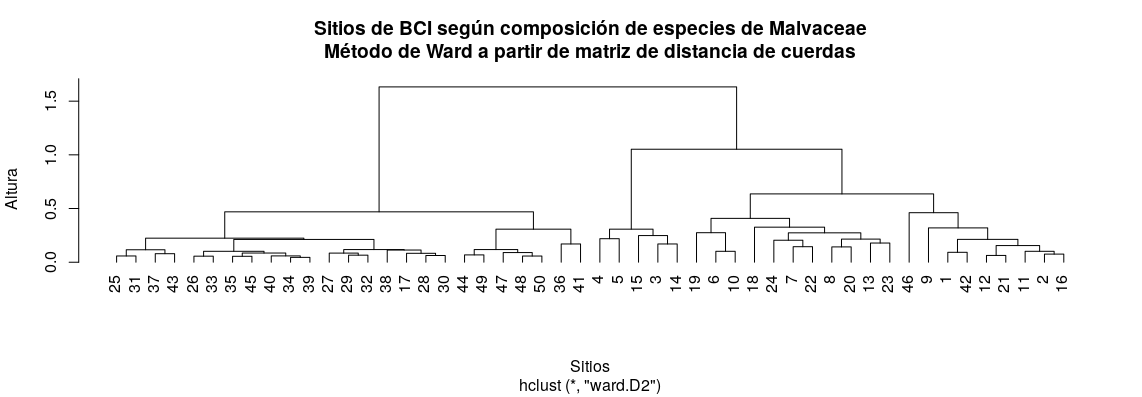 Sitios de BCI según composición de especies de Malvaceae
Método de Ward a partir de matriz de distancia de cuerdas
Altura
1.5
1.0
0.5
0.0
25 31 37 43 26 33 35 45 40 34 39 27 29 32 38 17 28 30 44 49 47 48 50 36 41 4 5 15 3 14 19 6 10 18 24 7 22 8 20 13 23 46 9 1 42 12 21 11 2 16
Sitios
hclust (*, "ward.D2")